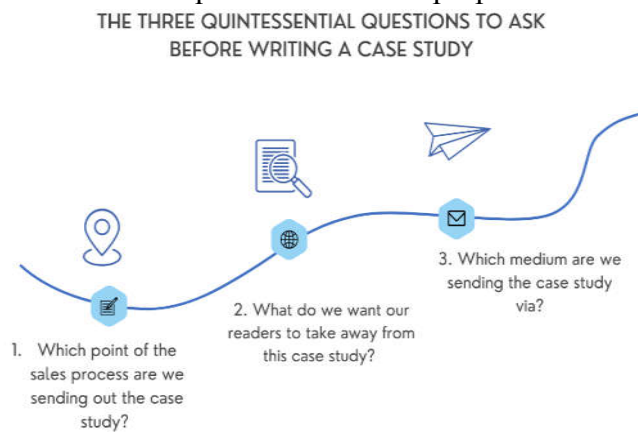 THE THREE QUINTESSENTIAL QUESTIONS TO ASK
BEFORE WRITING A CASE STUDY
1. Which point of the
sales process are we
sending out the case
study?
2. What do we want our
readers to take away from
this case study?
3. Which medium are we
sending the case study
via?